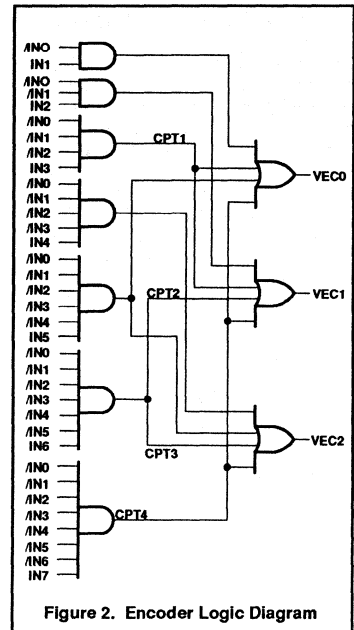 /INO
IN1
/INO
/IN1
IN2
/IN0
/IN1
/IN2
IN3
/IN0
/IN1
/IN2
/IN3
IN4
/IN0
/IN1
/IN2
/IN3
/IN4
IN5
/IN0
/IN1
/IN2
/IN3
/IN4
/IN5
IN6
/IN0
/IN1
/IN2
/IN3
/IN4
/IN5
/IN6
IN7
CPT1
CPT2
CPT3
CPT4
VEC0
VEC1
VEC2
Figure 2. Encoder Logic Diagram